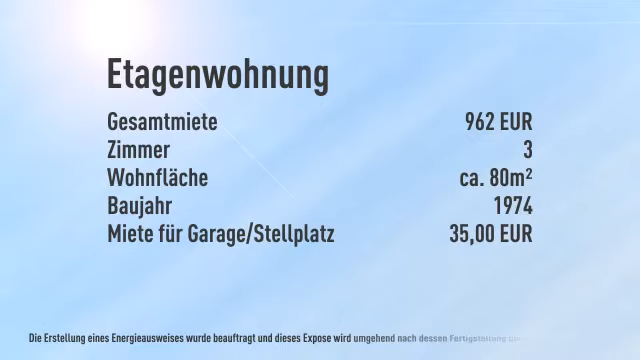 Etagenwohnung
Gesamtmiete 962 EUR
Zimmer 3
Wohnfläche ca. 80m²
Baujahr 1974
Miete für Garage/Stellplatz 35,00 EUR
Die Erstellung eines Energieausweises wurde beauftragt und dieses Expose wird umgehend nach dessen Fertigstellung